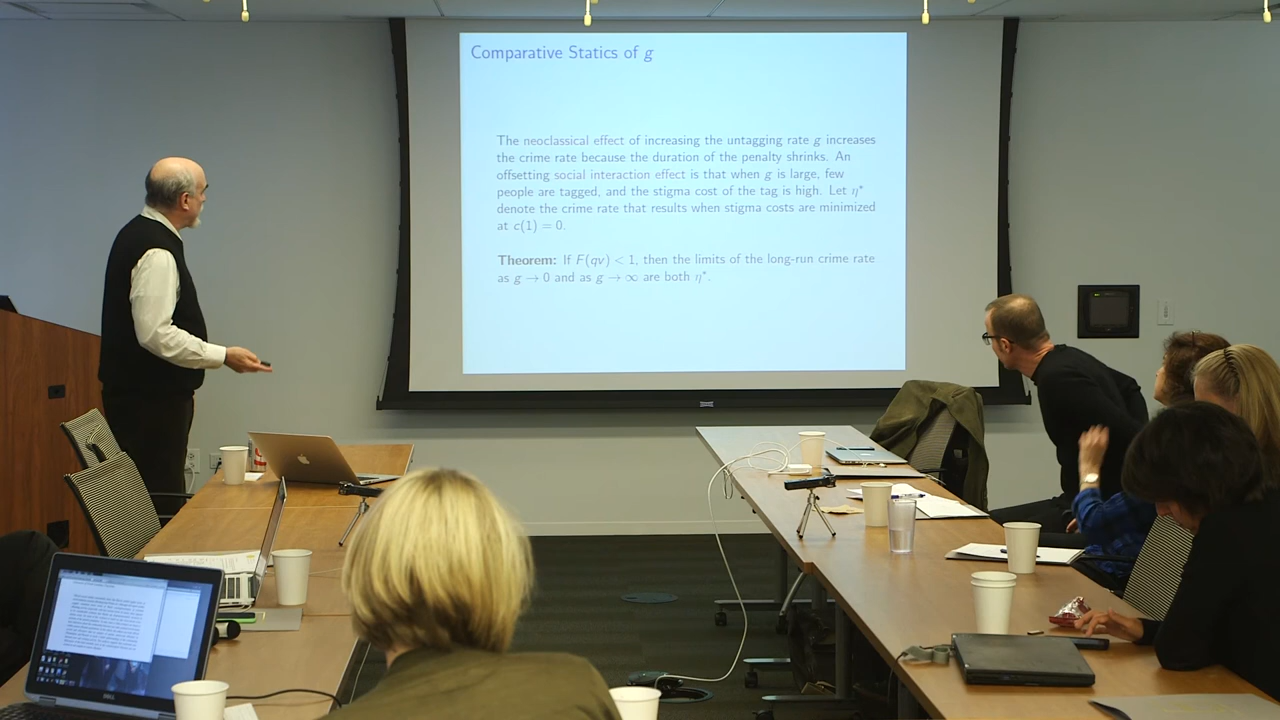 Comparative Statics of g
The neoclassical effect of increasing the untagging rate g increases
the crime rate because the duration of the penalty shrinks. An
offsetting social interaction effect is that when g is large, few
people are tagged, and the stigma cost of the tag is high. Let η*
denote the crime rate that results when stigma costs are minimized
at c(1) = 0.
Theorem: If F(qv) < 1, then the limits of the long-run crime rate
as g → 0 and as g → ∞ are both η*.
DELL